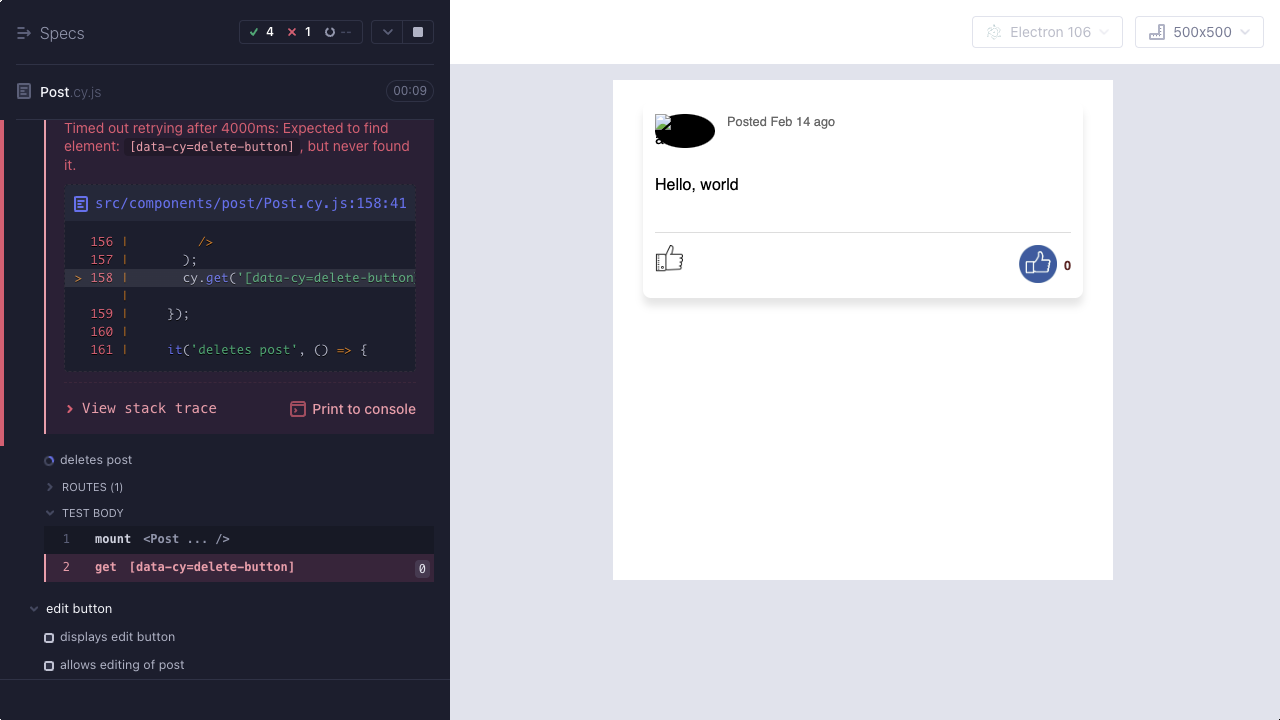 Specs
4 1 --
Electron 106
500x500
Post.cy.js
00:09
Timed out retrying after 4000ms: Expected to find
element: [data-cy=delete-button] , but never found
it.
src/components/post/Post.cy.js:158:41
156 | />
157 | );
> 158 | cy.get('[data-cy=delete-button
|
159 | });
160 |
161 | it('deletes post', () => {
View stack trace
Print to console
deletes post
ROUTES (1)
TEST BODY
1 mount <Post ... />
2 get [data-cy=delete-button] 0
edit button
displays edit button
allows editing of post
Posted Feb 14 ago
Hello, world
0